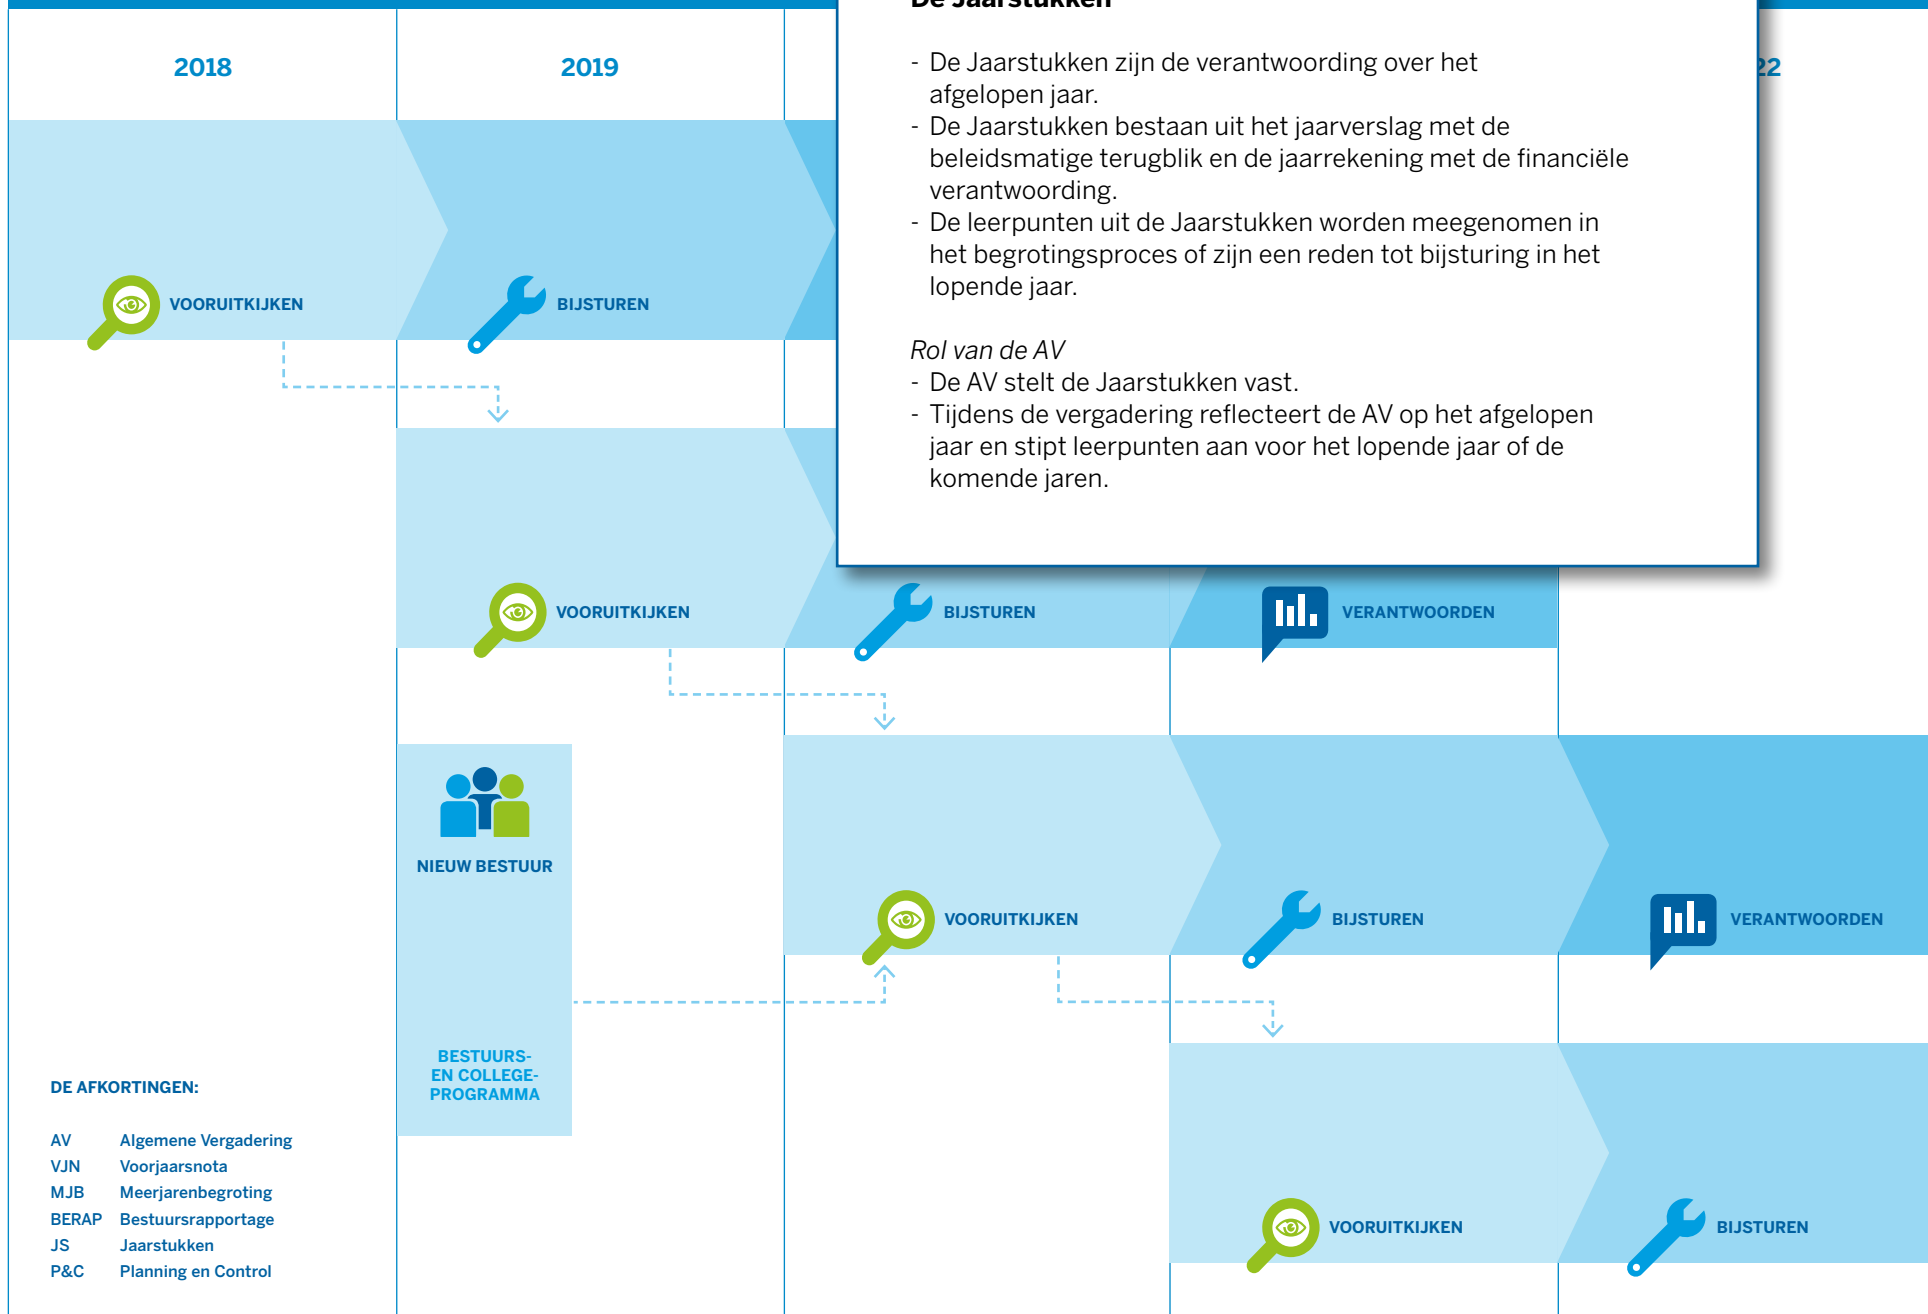 De Jaarstukken
2018
2019
22
- De Jaarstukken zijn de verantwoording over het
afgelopen jaar.
- De Jaarstukken bestaan uit het jaarverslag met de
beleidsmatige terugblik en de jaarrekening met de financiële
verantwoording.
- De leerpunten uit de Jaarstukken worden meegenomen in
het begrotingsproces of zijn een reden tot bijsturing in het
lopende jaar.
Rol van de AV
- De AV stelt de Jaarstukken vast.
- Tijdens de vergadering reflecteert de AV op het afgelopen
jaar en stipt leerpunten aan voor het lopende jaar of de
komende jaren.
VOORUITKIJKEN
BIJSTUREN
VOORUITKIJKEN
BIJSTUREN
VERANTWOORDEN
NIEUW BESTUUR
BESTUURS-
EN COLLEGE-
PROGRAMMA
VOORUITKIJKEN
BIJSTUREN
VERANTWOORDEN
VOORUITKIJKEN
BIJSTUREN
DE AFKORTINGEN:
AV Algemene Vergadering
VJN Voorjaarsnota
MJB Meerjarenbegroting
BERAP Bestuursrapportage
JS Jaarstukken
P&C Planning en Control